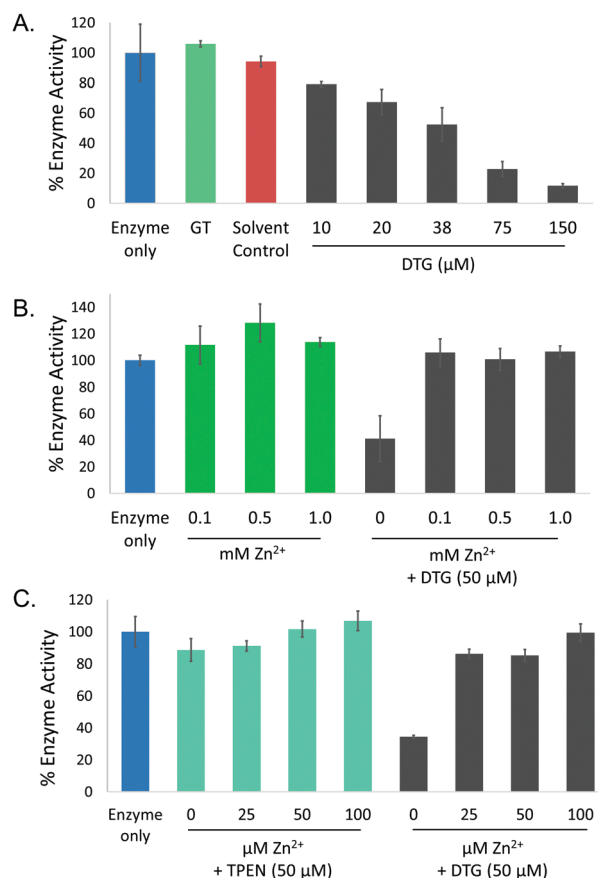 A.
% Enzyme Activity
120
100
80
60
40
20
0
Enzyme only
GT
Solvent Control
10
20
38
75
150
DTG (µM)
B.
% Enzyme Activity
140
120
100
80
60
40
20
0
Enzyme only
0.1
0.5
1.0
mM Zn²⁺
0
0.1
0.5
1.0
mM Zn²⁺
+ DTG (50 µM)
C.
% Enzyme Activity
120
100
80
60
40
20
0
Enzyme only
0
25
50
100
µM Zn²⁺
+ TPEN (50 µM)
0
25
50
100
µM Zn²⁺
+ DTG (50 µM)